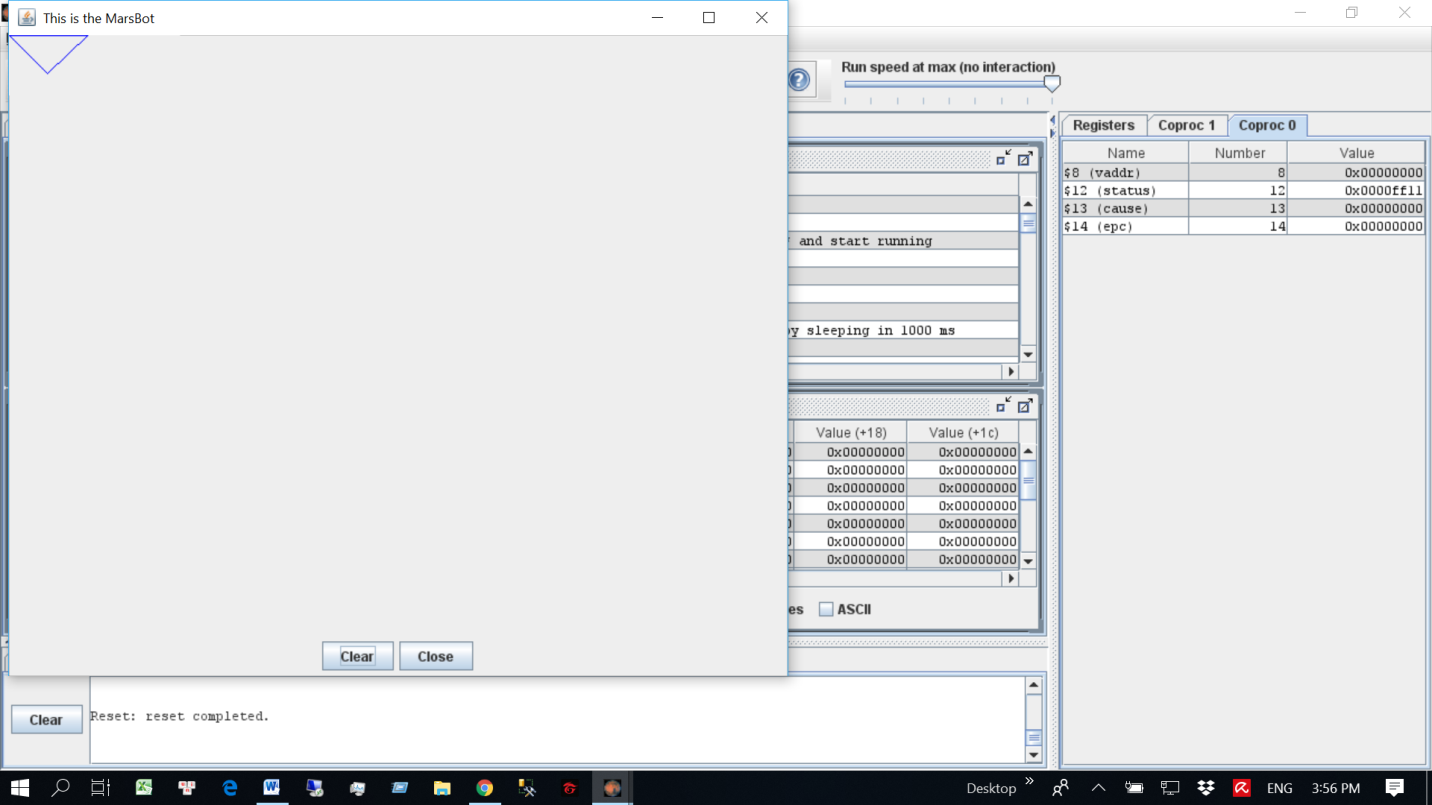 This is the MarsBot
Run speed at max (no interaction)
Registers Coproc 1 Coproc 0
Name Number Value
$8 (vaddr) 8 0x00000000
$12 (status) 12 0x0000ff11
$13 (cause) 13 0x00000000
$14 (epc) 14 0x00000000
and start running
sleeping in 1000 ms
Value (+18) Value (+1c)
0x00000000 0x00000000
0x00000000 0x00000000
0x00000000 0x00000000
0x00000000 0x00000000
0x00000000 0x00000000
0x00000000 0x00000000
0x00000000 0x00000000
ASCII
Clear Close
Clear
Reset: reset completed.
Desktop ENG 3:56 PM